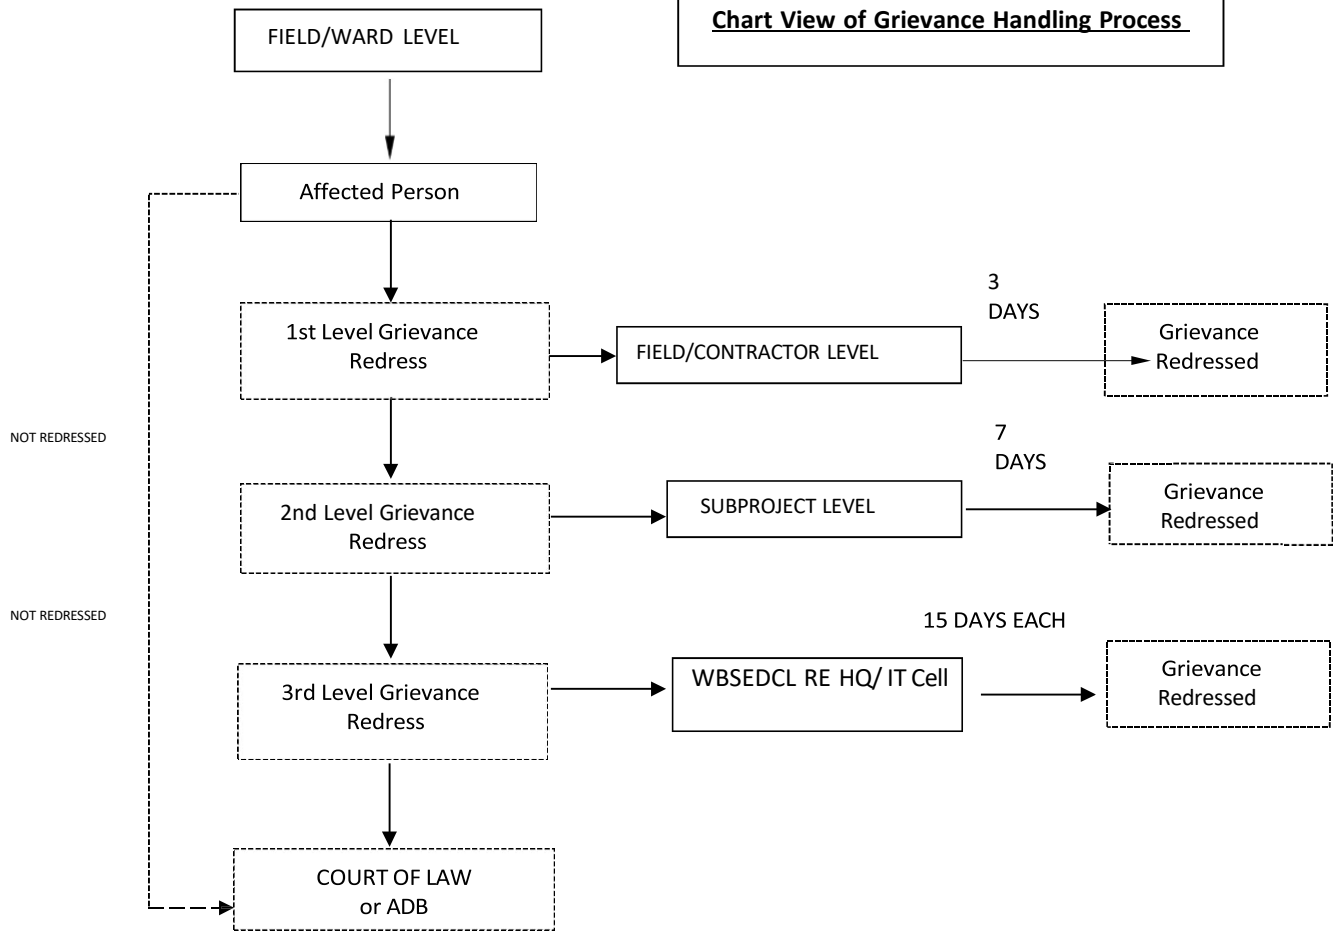 Chart View of Grievance Handling Process
FIELD/WARD LEVEL
Affected Person
3
DAYS
1st Level Grievance
Redress
FIELD/CONTRACTOR LEVEL
Grievance
Redressed
NOT REDRESSED
7
DAYS
2nd Level Grievance
Redress
SUBPROJECT LEVEL
Grievance
Redressed
NOT REDRESSED
15 DAYS EACH
3rd Level Grievance
Redress
WBSEDCL RE HQ/ IT Cell
Grievance
Redressed
COURT OF LAW
or ADB